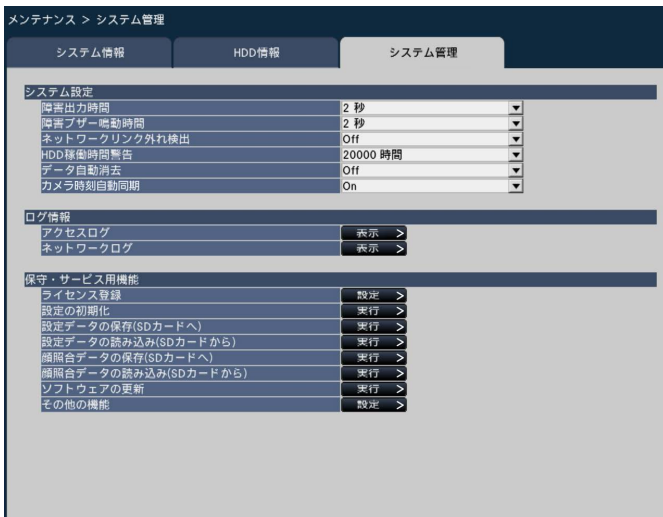 メンテナンス > システム管理
システム情報 HDD情報 システム管理
システム設定
障害出力時間 2 秒
障害ブザー鳴動時間 2 秒
ネットワークリンク外れ検出 Off
HDD稼働時間警告 20000 時間
データ自動消去 Off
カメラ時刻自動同期 On
ログ情報
アクセスログ 表示 >
ネットワークログ 表示 >
保守・サービス用機能
ライセンス登録 設定 >
設定の初期化 実行 >
設定データの保存(SDカードへ) 実行 >
設定データの読み込み(SDカードから) 実行 >
顔照合データの保存(SDカードへ) 実行 >
顔照合データの読み込み(SDカードから) 実行 >
ソフトウェアの更新 実行 >
その他の機能 設定 >